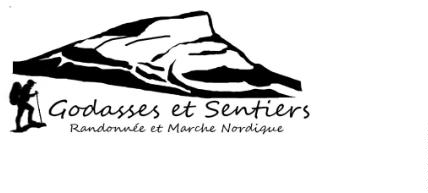 Godasses et Sentiers
Randonnée et Marche Nordique